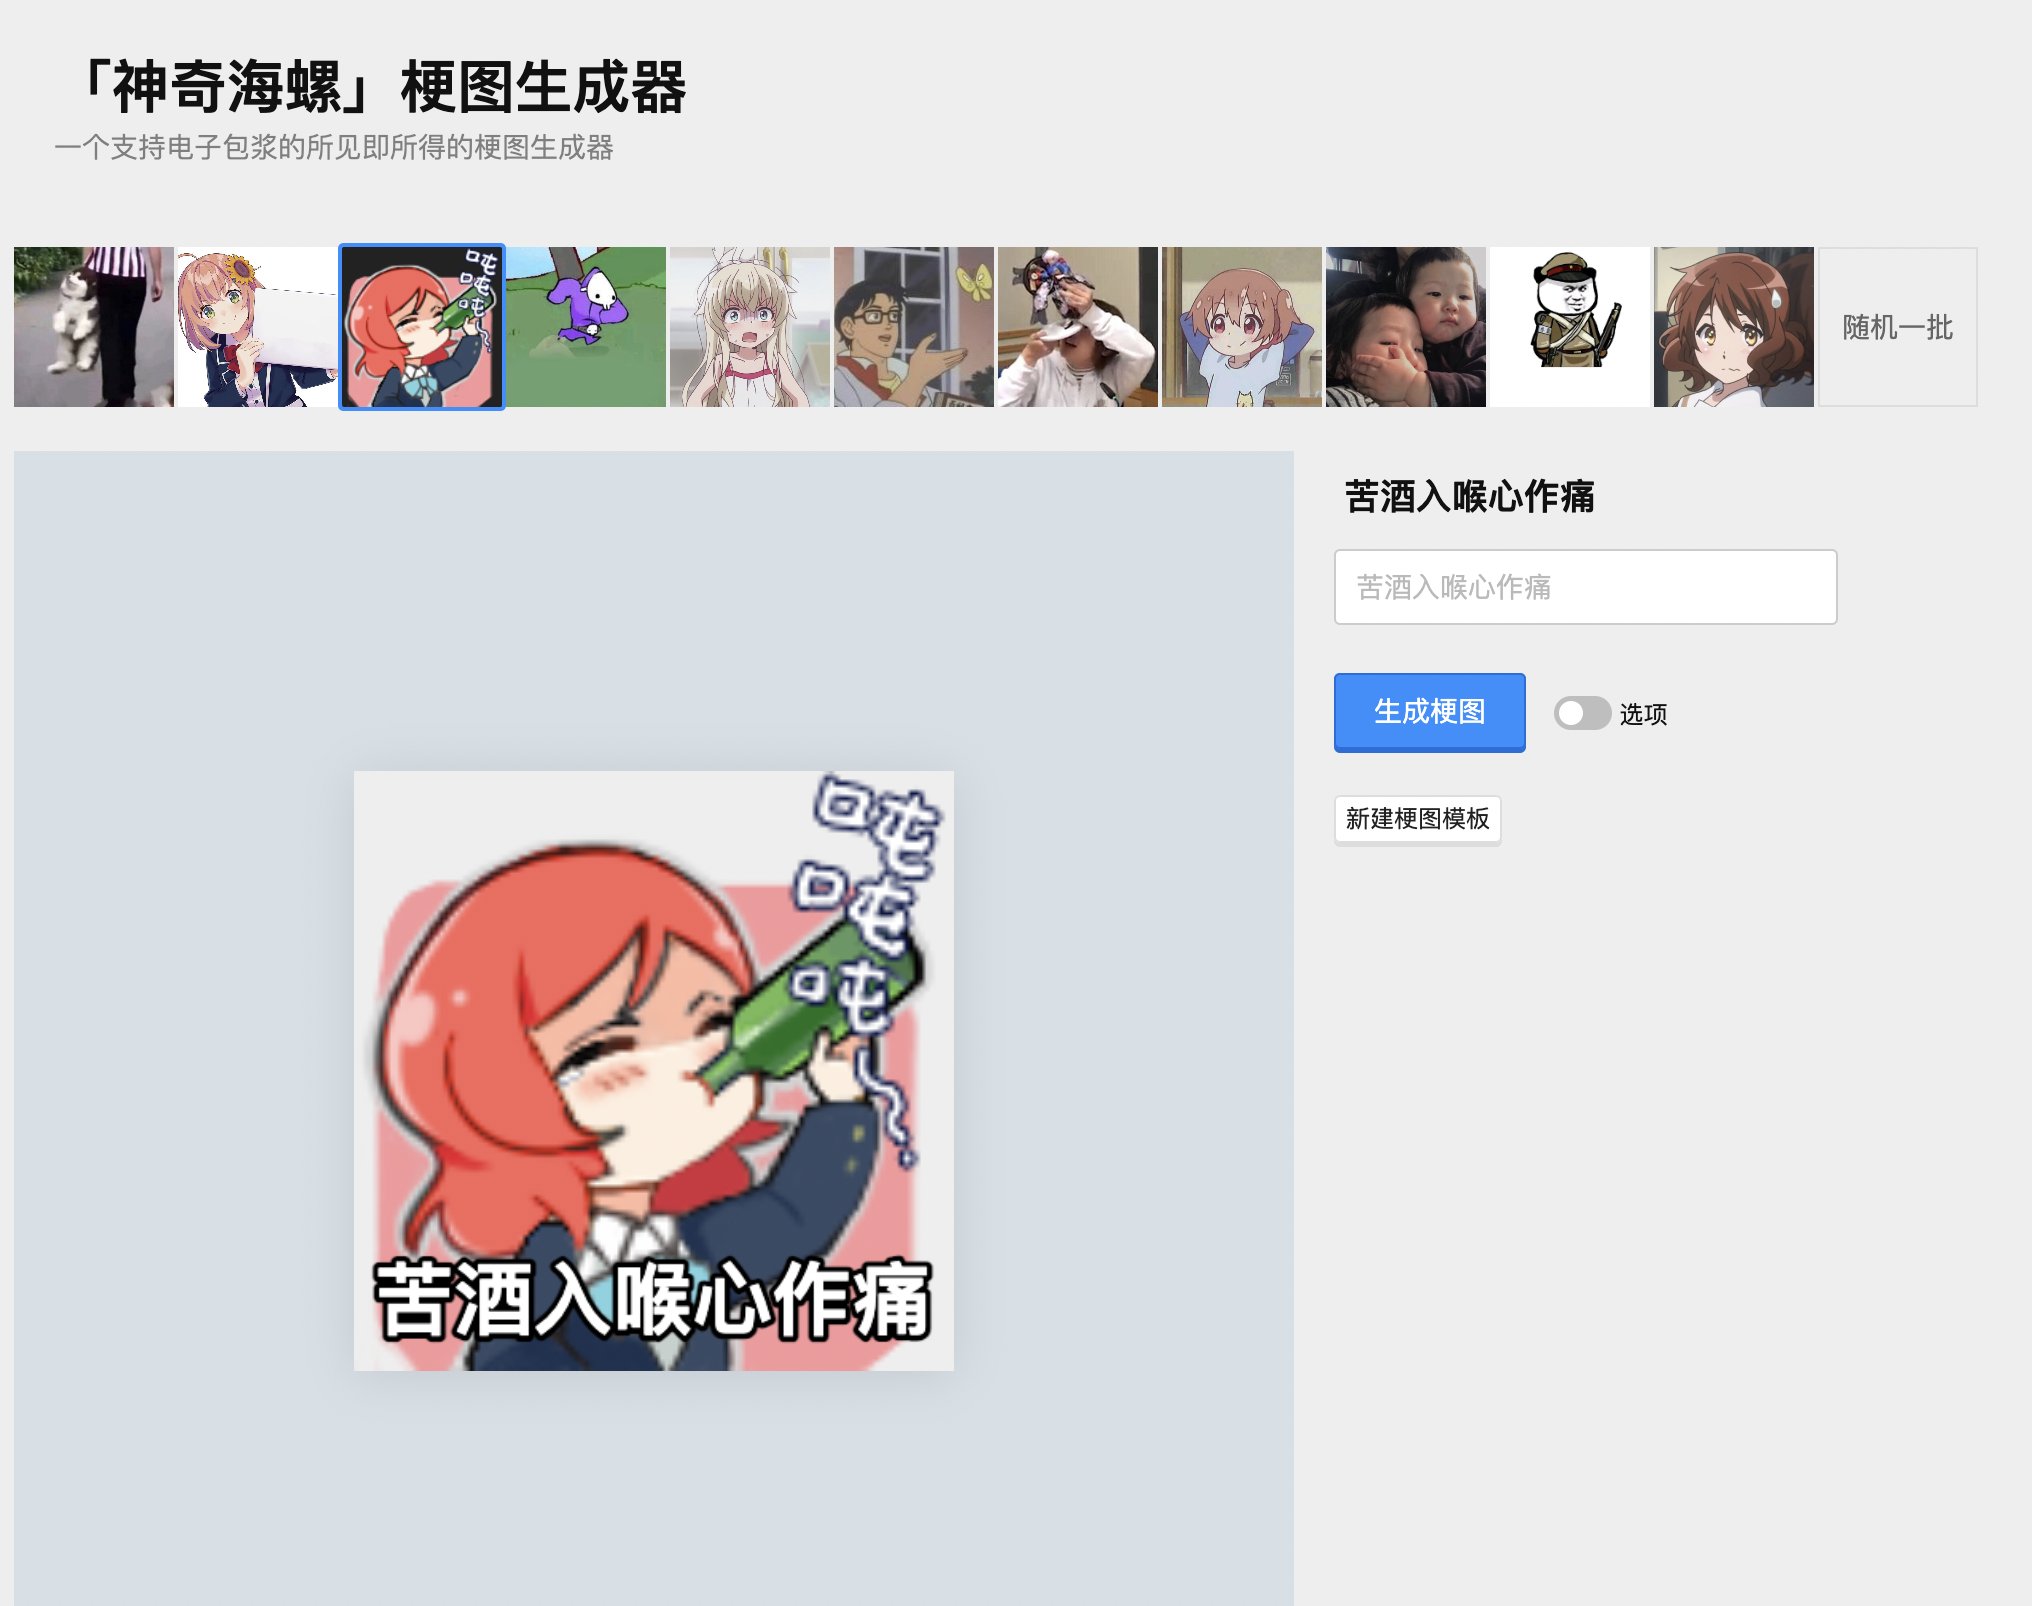 「神奇海螺」梗图生成器
一个支持电子包浆的所见即所得的梗图生成器
吨
吨
吨~
随机一批
苦酒入喉心作痛
苦酒入喉心作痛
生成梗图
选项
新建梗图模板
吨
吨
吨~
苦酒入喉心作痛